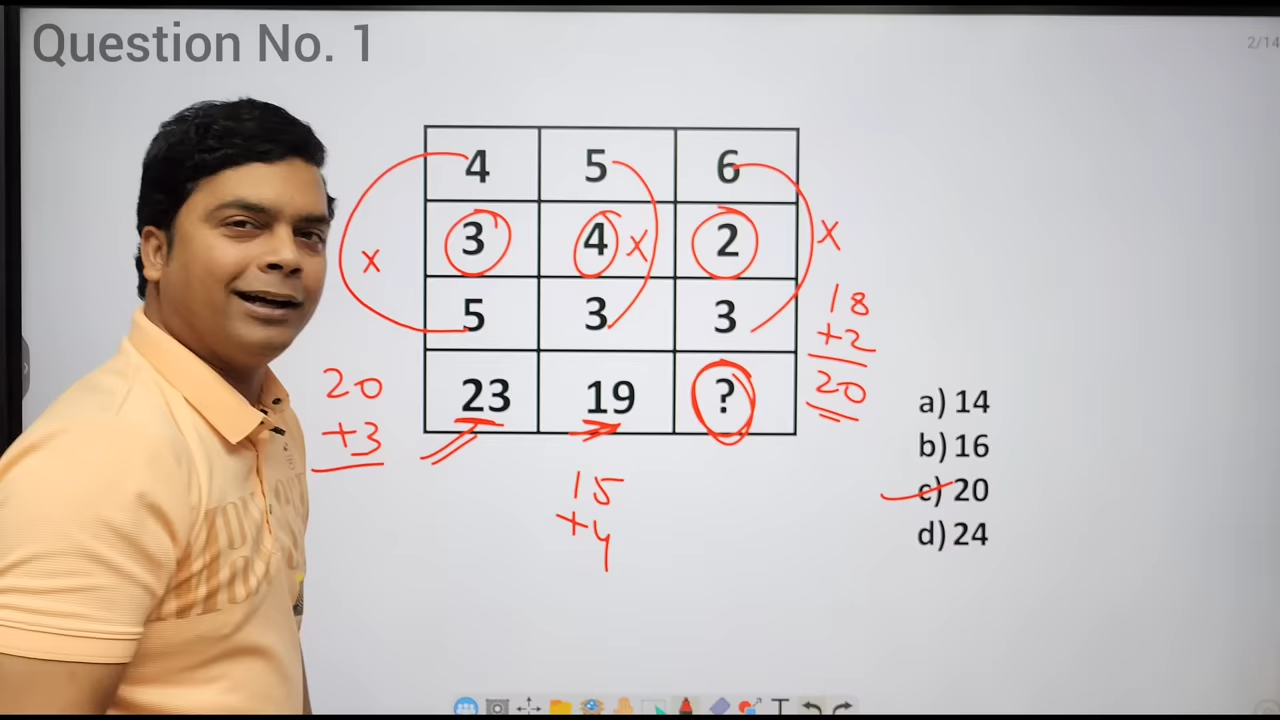 Question No. 1
2/14
4 5 6
3 4 X 2
X
X
5 3 3
18
+2
20
23 19 ?
20
+3
15
+4
a) 14
b) 16
c) 20
d) 24
T